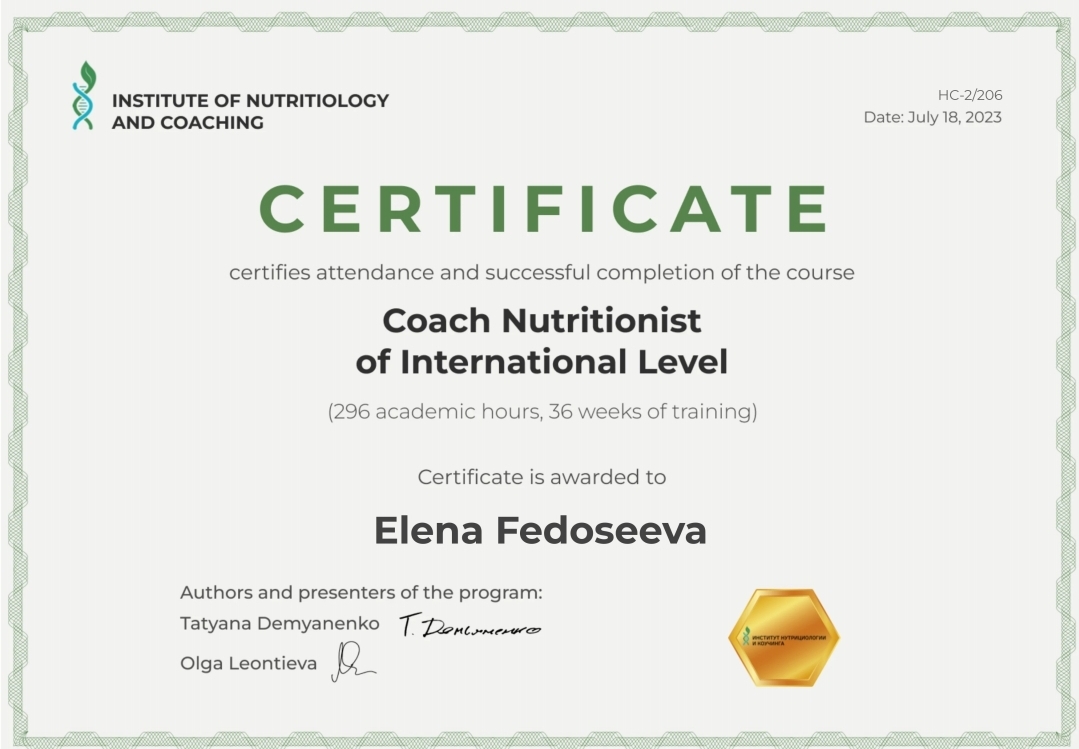 INSTITUTE OF NUTRITIOLOGY
AND COACHING
HC-2/206
Date: July 18, 2023
CERTIFICATE
certifies attendance and successful completion of the course
Coach Nutritionist
of International Level
(296 academic hours, 36 weeks of training)
Certificate is awarded to
Elena Fedoseeva
Authors and presenters of the program:
Tatyana Demyanenko
Olga Leontieva
ИНСТИТУТ НУТРИЦИОЛОГИИ
И КОУЧИНГА